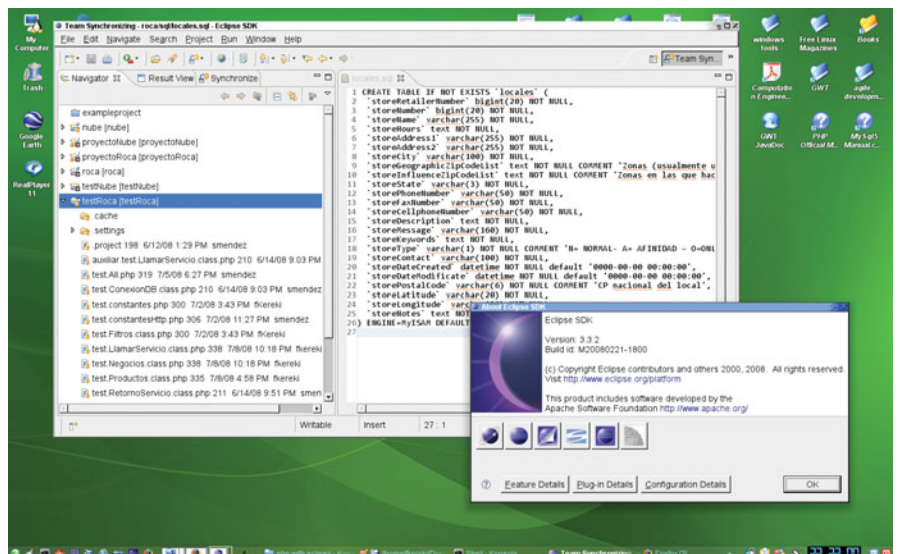 My Computer
Trash
Google Earth
RealPlayer 11
windows tools
Free Linux Magazines
Books
Computatio n Enginee...
GWT
agile developm...
GWT JavaDoc
PHP Official M...
MySql5 Manual c...
Team Synchronizing - roca/sql/locales.sql - Eclipse SDK
File Edit Navigate Search Project Run Window Help
Team Syn...
Navigator Result View Synchronize
exampleproject
nube [nube]
proyectoNube [proyectoNube]
proyectoRoca [proyectoRoca]
roca [roca]
testNube [testNube]
testRoca [testRoca]
.cache
settings
.project 198 6/12/08 1:29 PM smendez
auxiliar.test.LlamarServicio.class.php 210 6/14/08 9:03 PM
test.All.php 319 7/5/08 6:27 PM smendez
test.ConexionDB.class.php 210 6/14/08 9:03 PM smendez
test.constantes.php 300 7/2/08 3:43 PM fkereki
test.constantesHttp.php 306 7/2/08 11:27 PM smendez
test.Filtros.class.php 300 7/2/08 3:43 PM fkereki
test.LlamarServicio.class.php 338 7/8/08 10:18 PM fkereki
test.Negocios.class.php 338 7/8/08 10:18 PM fkereki
test.Productos.class.php 335 7/8/08 4:58 PM fkereki
test.RetornoServicio.class.php 211 6/14/08 9:51 PM smen
locales.sql
1 CREATE TABLE IF NOT EXISTS `locales` (
2 `storeRetailerNumber` bigint(20) NOT NULL,
3 `storeNumber` bigint(20) NOT NULL,
4 `storeName` varchar(255) NOT NULL,
5 `storeHours` text NOT NULL,
6 `storeAddress1` varchar(255) NOT NULL,
7 `storeAddress2` varchar(255) NOT NULL,
8 `storeCity` varchar(100) NOT NULL,
9 `storeGeographicZipCodeList` text NOT NULL COMMENT 'Zonas (usualmente u
10 `storeInfluenceZipCodeList` text NOT NULL COMMENT 'Zonas en las que hac
11 `storeState` varchar(3) NOT NULL,
12 `storePhoneNumber` varchar(50) NOT NULL,
13 `storeFaxNumber` varchar(50) NOT NULL,
14 `storeCellphoneNumber` varchar(50) NOT NULL,
15 `storeDescription` text NOT NULL,
16 `storeMessage` varchar(160) NOT NULL,
17 `storeKeywords` text NOT NULL,
18 `storeType` varchar(1) NOT NULL COMMENT 'N= NORMAL- A= AFINIDAD - O=ONL
19 `storeContact` varchar(100) NOT NULL,
20 `storeDateCreated` datetime NOT NULL default '0000-00-00 00:00:00',
21 `storeDateModificate` datetime NOT NULL default '0000-00-00 00:00:00',
22 `storePostalCode` varchar(6) NOT NULL COMMENT 'CP nacional del local',
23 `storeLatitude` varchar(20) NOT NULL,
24 `storeLongitude` varc
25 `storeNotes` text NOT
26 ) ENGINE=MyISAM DEFAULT
27
Writable Insert 27 : 1
About Eclipse SDK
Eclipse SDK
Version: 3.3.2
Build id: M20080221-1800
(c) Copyright Eclipse contributors and others 2000, 2008. All rights reserved.
Visit http://www.eclipse.org/platform
This product includes software developed by the
Apache Software Foundation http://www.apache.org/
Feature Details Plug-in Details Configuration Details OK
Team Synchronizing